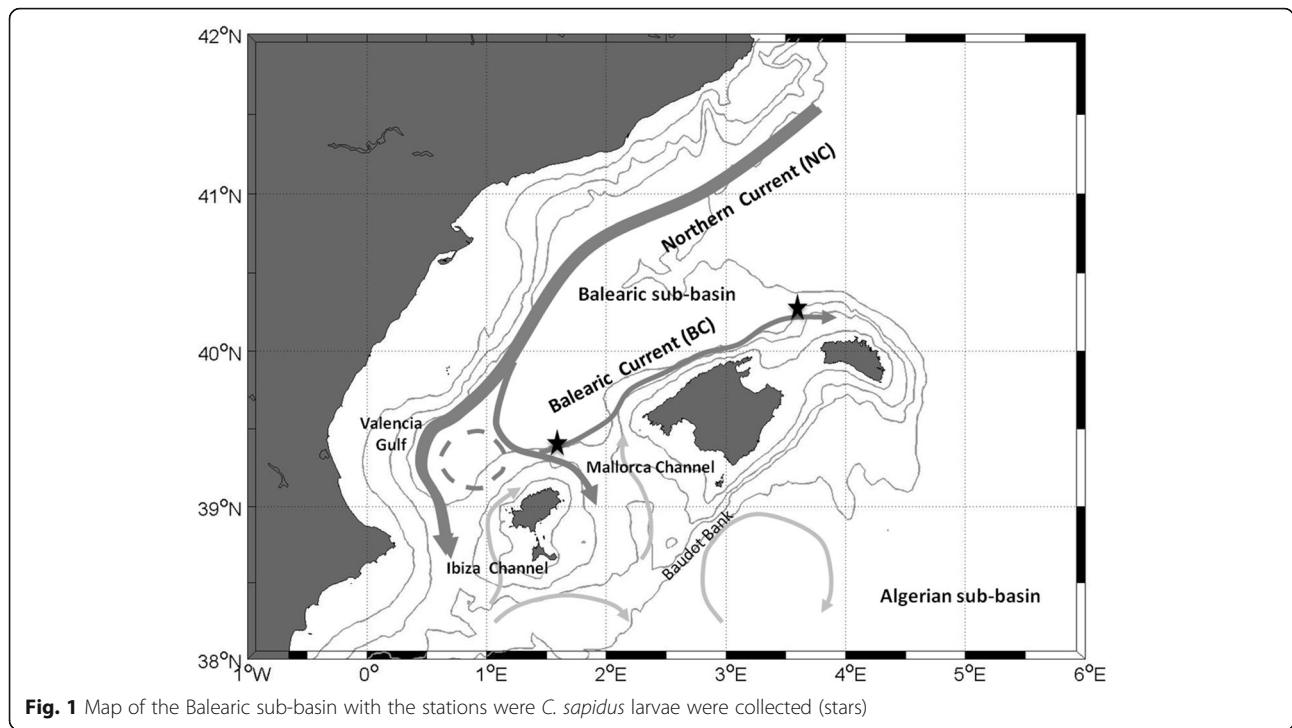 42°N
41°N
40°N
39°N
38°N
Northern Current (NC)
Balearic sub-basin
Balearic Current (BC)
Valencia
Gulf
Mallorca Channel
Baudot Bank
Ibiza Channel
Algerian sub-basin
1°W
0°
1°E
2°E
3°E
4°E
5°E
6°E
Fig. 1 Map of the Balearic sub-basin with the stations were C. sapidus larvae were collected (stars)